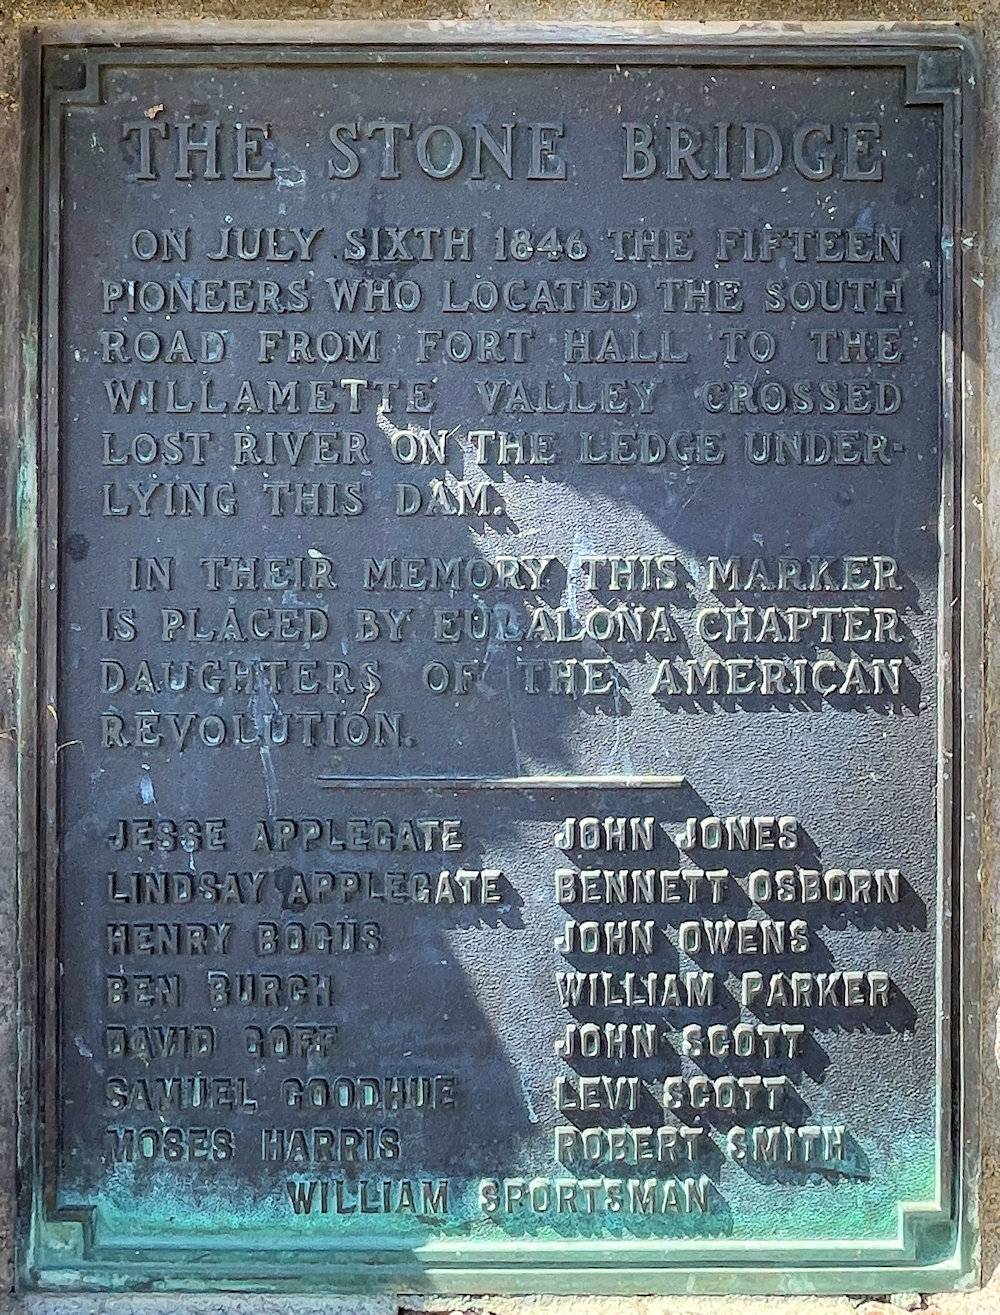 THE STONE BRIDGE
ON JULY SIXTH 1846 THE FIFTEEN
PIONEERS WHO LOCATED THE SOUTH
ROAD FROM FORT HALL TO THE
WILLAMETTE VALLEY CROSSED
LOST RIVER ON THE LEDGE UNDER-
LYING THIS DAM.
IN THEIR MEMORY THIS MARKER
IS PLACED BY EULALONA CHAPTER
DAUGHTERS OF THE AMERICAN
REVOLUTION.
JESSE APPLEGATE JOHN JONES
LINDSAY APPLEGATE BENNETT OSBORN
HENRY BOGUS JOHN OWENS
BEN BURCH WILLIAM PARKER
DAVID GOFF JOHN SCOTT
SAMUEL GOODHUE LEVI SCOTT
MOSES HARRIS ROBERT SMITH
WILLIAM SPORTSMAN